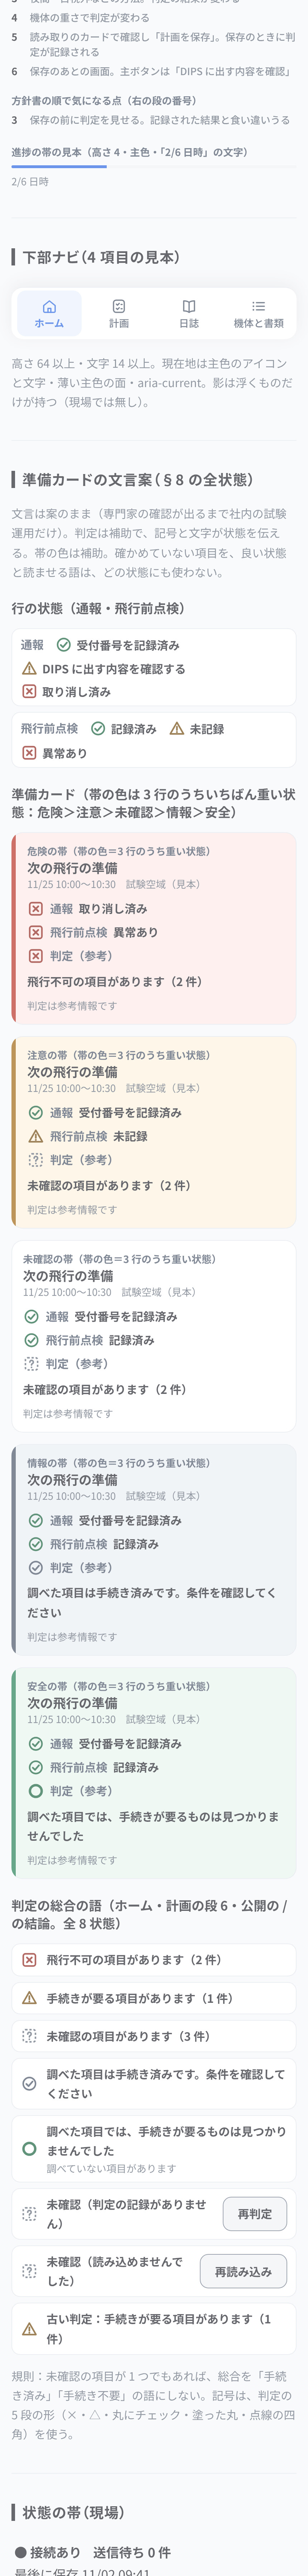 4 機体の重さで判定が変わる
5 読み取りのカードで確認し「計画を保存」。保存のときに判
定が記録される
6 保存のあとの画面。主ボタンは「DIPS に出す内容を確認」
方針書の順で気になる点（右の段の番号）
3 保存の前に判定を見せる。記録された結果と食い違いうる
進捗の帯の見本（高さ 4・主色・「2/6 日時」の文字）
2/6 日時
下部ナビ（4 項目の見本）
ホーム 計画 日誌 機体と書類
高さ 64 以上・文字 14 以上。現在地は主色のアイコン
と文字・薄い主色の面・aria-current。影は浮くものだ
けが持つ（現場では無し）。
準備カードの文言案（§8 の全状態）
文言は案のまま（専門家の確認が出るまで社内の試験
運用だけ）。判定は補助で、記号と文字が状態を伝え
る。帯の色は補助。確かめていない項目を、良い状態
と読ませる語は、どの状態にも使わない。
行の状態（通報・飛行前点検）
通報 受付番号を記録済み
DIPS に出す内容を確認する
取り消し済み
飛行前点検 記録済み 未記録
異常あり
準備カード（帯の色は 3 行のうちいちばん重い状
態：危険＞注意＞未確認＞情報＞安全）
危険の帯（帯の色＝3 行のうち重い状態）
次の飛行の準備
11/25 10:00〜10:30 試験空域（見本）
通報 取り消し済み
飛行前点検 異常あり
判定（参考）
飛行不可の項目があります（2 件）
判定は参考情報です
注意の帯（帯の色＝3 行のうち重い状態）
次の飛行の準備
11/25 10:00〜10:30 試験空域（見本）
通報 受付番号を記録済み
飛行前点検 未記録
判定（参考）
未確認の項目があります（2 件）
判定は参考情報です
未確認の帯（帯の色＝3 行のうち重い状態）
次の飛行の準備
11/25 10:00〜10:30 試験空域（見本）
通報 受付番号を記録済み
飛行前点検 記録済み
判定（参考）
未確認の項目があります（2 件）
判定は参考情報です
情報の帯（帯の色＝3 行のうち重い状態）
次の飛行の準備
11/25 10:00〜10:30 試験空域（見本）
通報 受付番号を記録済み
飛行前点検 記録済み
判定（参考）
調べた項目は手続き済みです。条件を確認してく
ださい
判定は参考情報です
安全の帯（帯の色＝3 行のうち重い状態）
次の飛行の準備
11/25 10:00〜10:30 試験空域（見本）
通報 受付番号を記録済み
飛行前点検 記録済み
判定（参考）
調べた項目では、手続きが要るものは見つかりま
せんでした
判定は参考情報です
判定の総合の語（ホーム・計画の段 6・公開の /
の結論。全 8 状態）
飛行不可の項目があります（2 件）
手続きが要る項目があります（1 件）
未確認の項目があります（3 件）
調べた項目は手続き済みです。条件を確認して
ください
調べた項目では、手続きが要るものは見つかり
ませんでした
調べていない項目があります
未確認（判定の記録がありませ
ん）
再判定
未確認（読み込めませんで
した）
再読み込み
古い判定：手続きが要る項目があります（1
件）
規則：未確認の項目が 1 つでもあれば、総合を「手続
き済み」「手続き不要」の語にしない。記号は、判定の
5 段の形（×・△・丸にチェック・塗った丸・点線の四
角）を使う。
状態の帯（現場）
● 接続あり 送信待ち 0 件
最後に保存 11/02 09:41